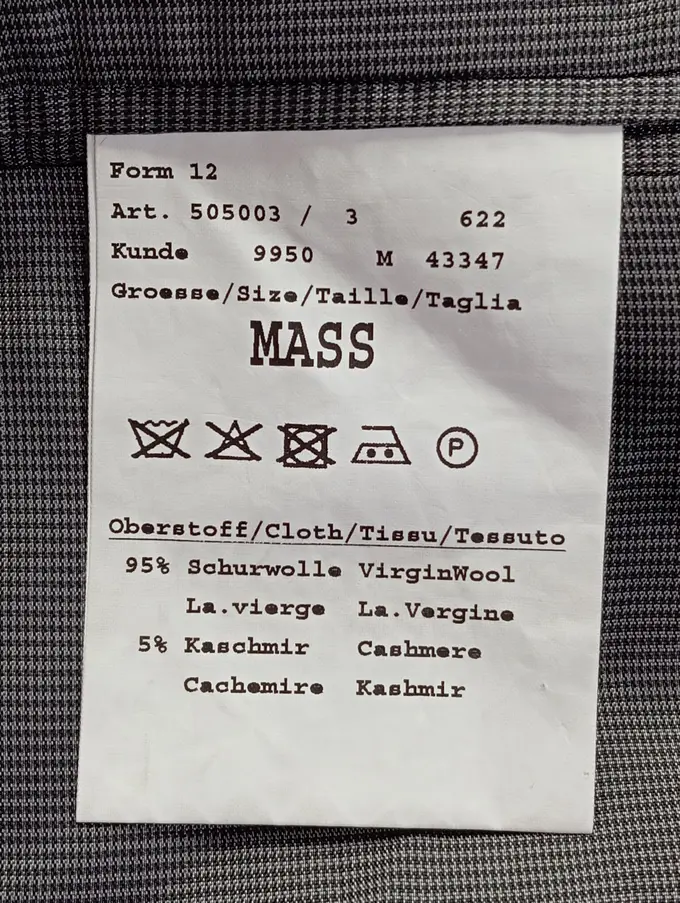 Form 12
Art. 505003 / 3 622
Kunde 9950 M 43347
Groesse/Size/Taille/Taglia
MASS
P
Oberstoff/Cloth/Tissu/Tessuto
95% Schurwolle VirginWool
La.vierge La.Vergine
5% Kaschmir Cashmere
Cachemire Kashmir